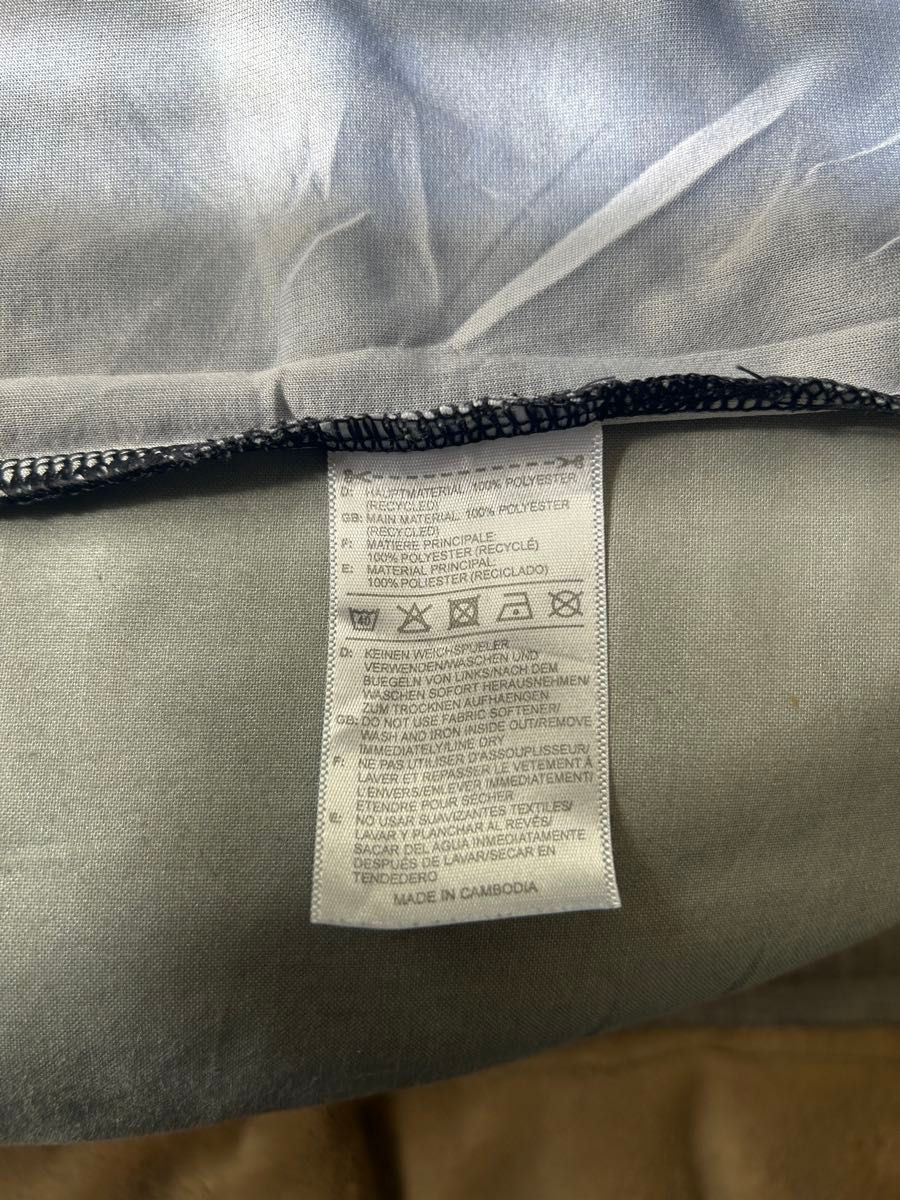 D: HAUPTMATERIAL/100% POLYESTER
(RECYCLED)
GB: MAIN MATERIAL: 100% POLYESTER
(RECYCLED)
F: MATIERE PRINCIPALE:
100% POLYESTER (RECYCLÉ)
E: MATERIAL PRINCIPAL:
100% POLIESTER (RECICLADO)
40
D: KEINEN WEICHSPUELER
VERWENDEN/WASCHEN UND
BUEGELN VON LINKS/NACH DEM
WASCHEN SOFORT HERAUSNEHMEN/
ZUM TROCKNEN AUFHAENGEN
GB: DO NOT USE FABRIC SOFTENER/
WASH AND IRON INSIDE OUT/REMOVE
IMMEDIATELY/LINE DRY
F: NE PAS UTILISER D'ASSOUPLISSEUR/
LAVER ET REPASSER LE VETEMENT À
L'ENVERS/ENLEVER IMMEDIATEMENT/
ETENDRE POUR SECHER
E: NO USAR SUAVIZANTES TEXTILES/
LAVAR Y PLANCHAR AL REVÉS/
SACAR DEL AGUA INMEDIATAMENTE
DESPUÉS DE LAVAR/SECAR EN
TENDEDERO
MADE IN CAMBODIA